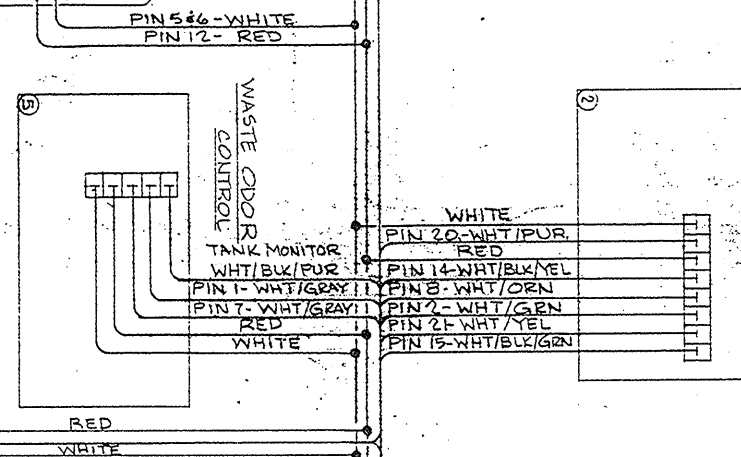 PIN 5&6-WHITE
PIN 12- RED
5
2
WASTE ODOR
CONTROL
WHITE
PIN 20-WHT/PUR.
RED
PIN 14-WHT/BLK/YEL
PIN 8-WHT/ORN
PIN 2-WHT/GRN
PIN 21-WHT/YEL
PIN 15-WHT/BLK/GRN
TANK MONITOR
WHT/BLK/PUR
PIN 1-WHT/GRAY
PIN 7-WHT/GRAY
RED
WHITE
RED
WHITE